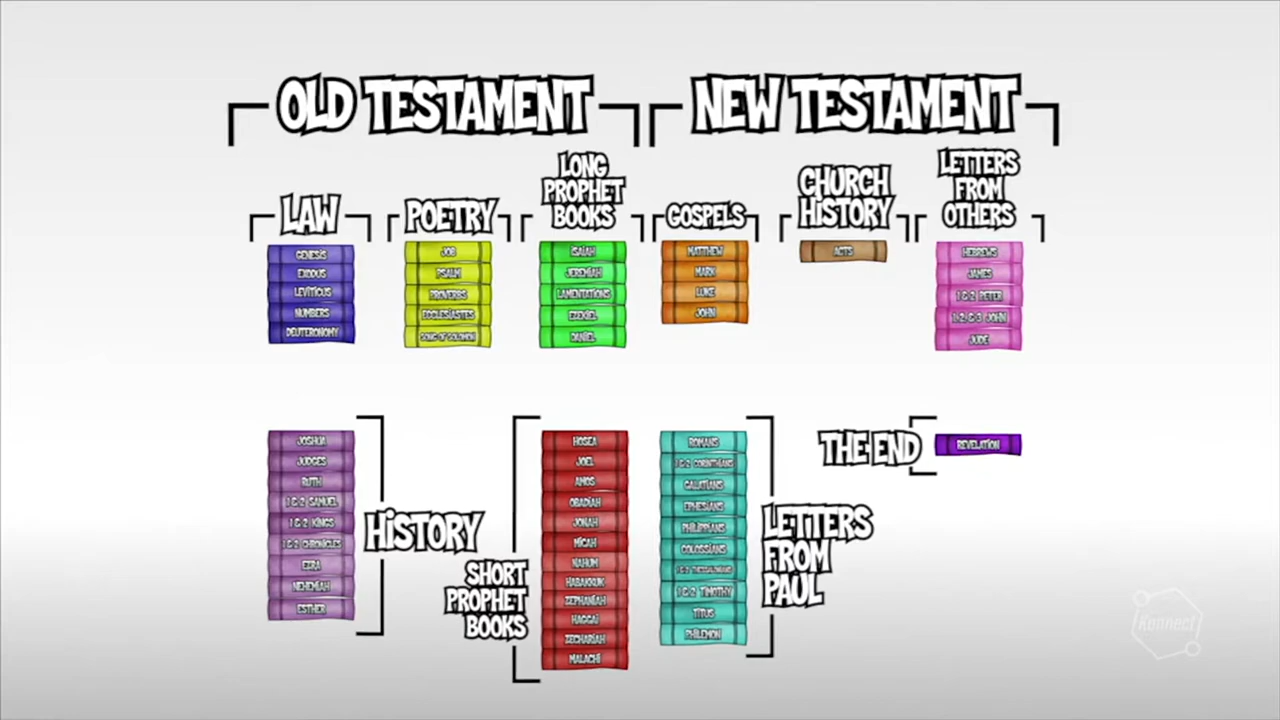 OLD TESTAMENT
NEW TESTAMENT
LAW
GENESIS
EXODUS
LEVITICUS
NUMBERS
DEUTERONOMY
POETRY
JOB
PSALM
PROVERBS
ECCLESIASTES
SONG OF SOLOMON
LONG
PROPHET
BOOKS
ISAIAH
JEREMIAH
LAMENTATIONS
EZEKIEL
DANIEL
GOSPELS
MATTHEW
MARK
LUKE
JOHN
CHURCH
HISTORY
ACTS
LETTERS
FROM
OTHERS
HEBREWS
JAMES
1 & 2 PETER
1, 2 & 3 JOHN
JUDE
JOSHUA
JUDGES
RUTH
1 & 2 SAMUEL
1 & 2 KINGS
1 & 2 CHRONICLES
EZRA
NEHEMIAH
ESTHER
HISTORY
SHORT
PROPHET
BOOKS
HOSEA
JOEL
AMOS
OBADIAH
JONAH
MICAH
NAHUM
HABAKKUK
ZEPHANIAH
HAGGAI
ZECHARIAH
MALACHI
ROMANS
1 & 2 CORINTHIANS
GALATIANS
EPHESIANS
PHILIPPIANS
COLOSSIANS
1 & 2 THESSALONIANS
1 & 2 TIMOTHY
TITUS
PHILEMON
LETTERS
FROM
PAUL
THE END
REVELATION
Konnect